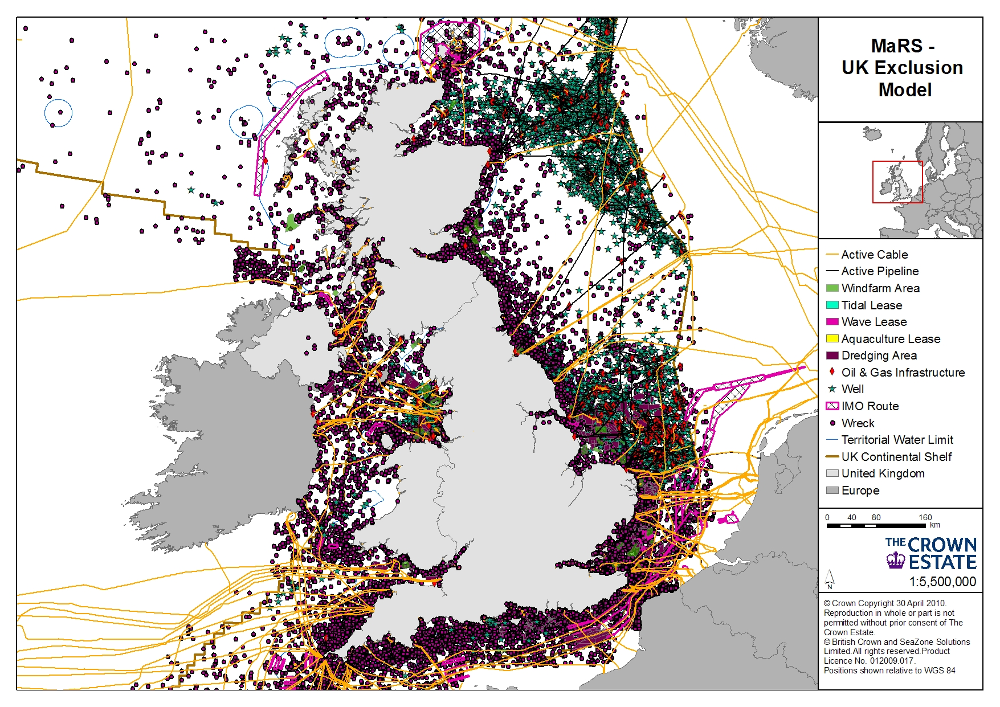 MaRS -
UK Exclusion
Model
Active Cable
Active Pipeline
Windfarm Area
Tidal Lease
Wave Lease
Aquaculture Lease
Dredging Area
Oil & Gas Infrastructure
Well
IMO Route
Wreck
Territorial Water Limit
UK Continental Shelf
United Kingdom
Europe
0 40 80 160
km
THE CROWN
ESTATE
N
1:5,500,000
© Crown Copyright 30 April 2010.
Reproduction in whole or part is not
permitted without prior consent of The
Crown Estate.
© British Crown and SeaZone Solutions
Limited.All rights reserved.Product
Licence No. 012009.017.
Positions shown relative to WGS 84